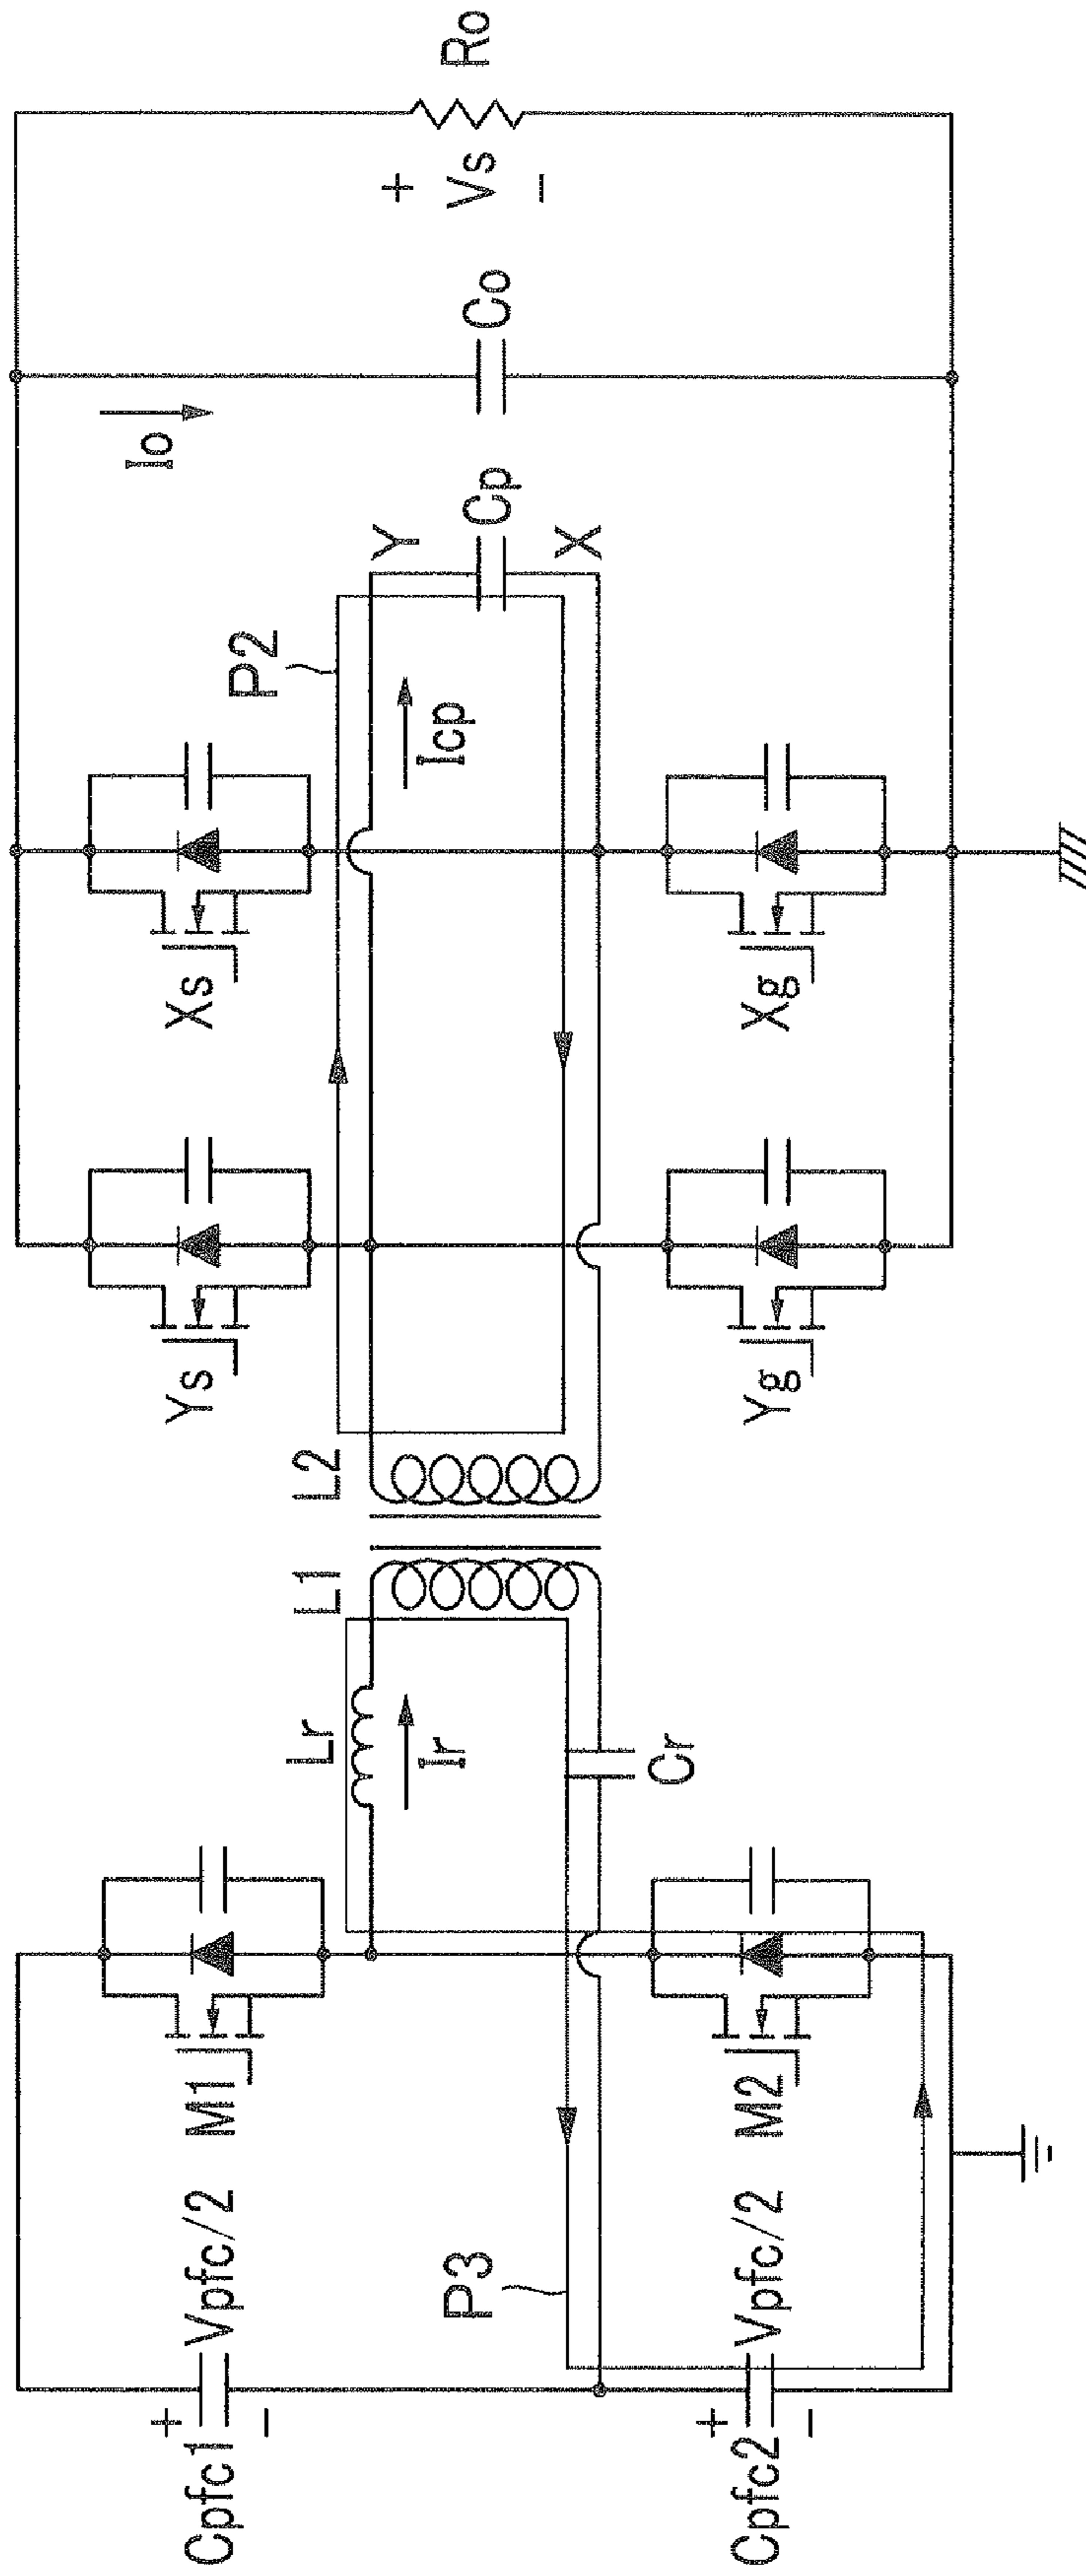 Cpfc1
+
-
Vpfc/2
M1
Cpfc2
+
-
Vpfc/2
M2
P3
Lr
Ir
Cr
L1
L2
Ys
Yg
Xs
Xg
P2
Icp
Y
X
Cp
Io
Co
+
Vs
-
Ro